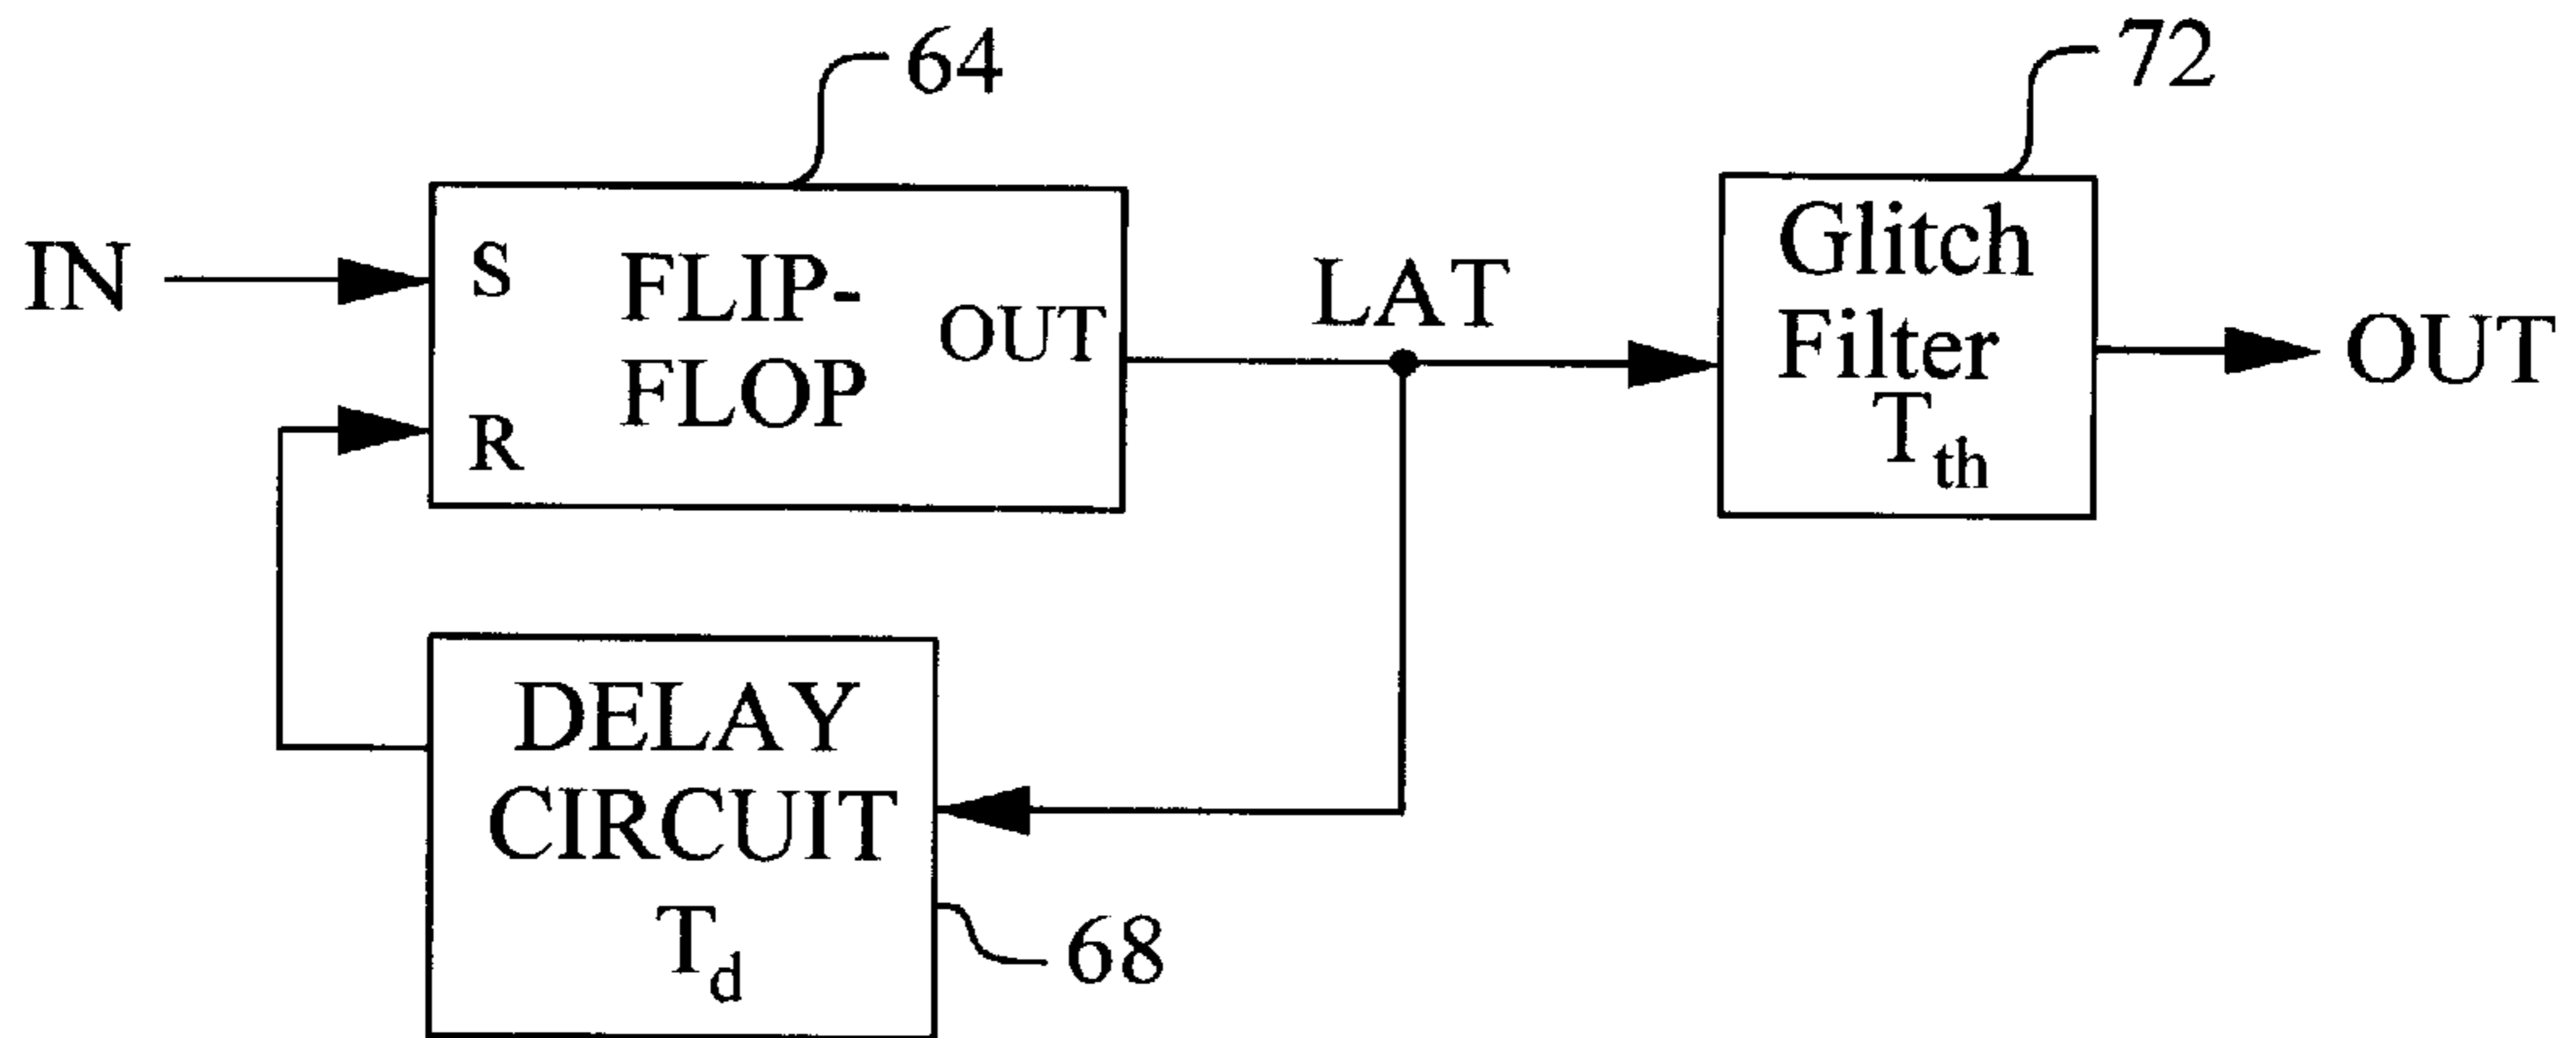 64
72
IN
S
FLIP-
FLOP
R
OUT
LAT
Glitch
Filter
Tth
OUT
DELAY
CIRCUIT
Td
68